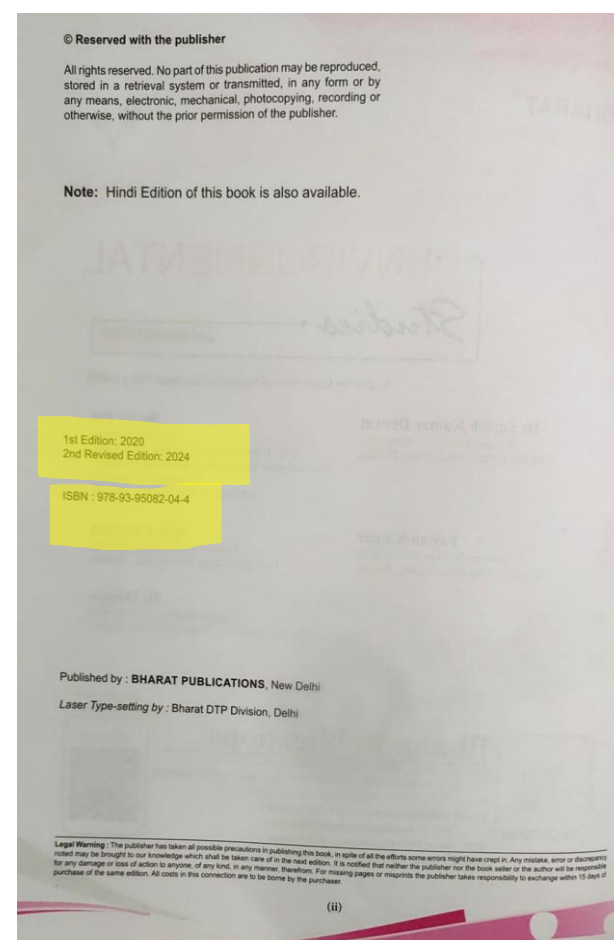 © Reserved with the publisher
All rights reserved. No part of this publication may be reproduced,
stored in a retrieval system or transmitted, in any form or by
any means, electronic, mechanical, photocopying, recording or
otherwise, without the prior permission of the publisher.
Note: Hindi Edition of this book is also available.
ENVIRONMENTAL
Studies
1st Edition: 2020
2nd Revised Edition: 2024
ISBN : 978-93-95082-04-4
Published by : BHARAT PUBLICATIONS, New Delhi
Laser Type-setting by : Bharat DTP Division, Delhi
Legal Warning : The publisher has taken all possible precautions in publishing this book, in spite of all the efforts some errors might have crept in. Any mistake, error or discrepancy
noted may be brought to our knowledge which shall be taken care of in the next edition. It is notified that neither the publisher nor the book seller or the author will be responsible
for any damage or loss of action to anyone, of any kind, in any manner, therefrom. For missing pages or misprints the publisher takes responsibility to exchange within 15 days of
purchase of the same edition. All costs in this connection are to be borne by the purchaser.
(ii)